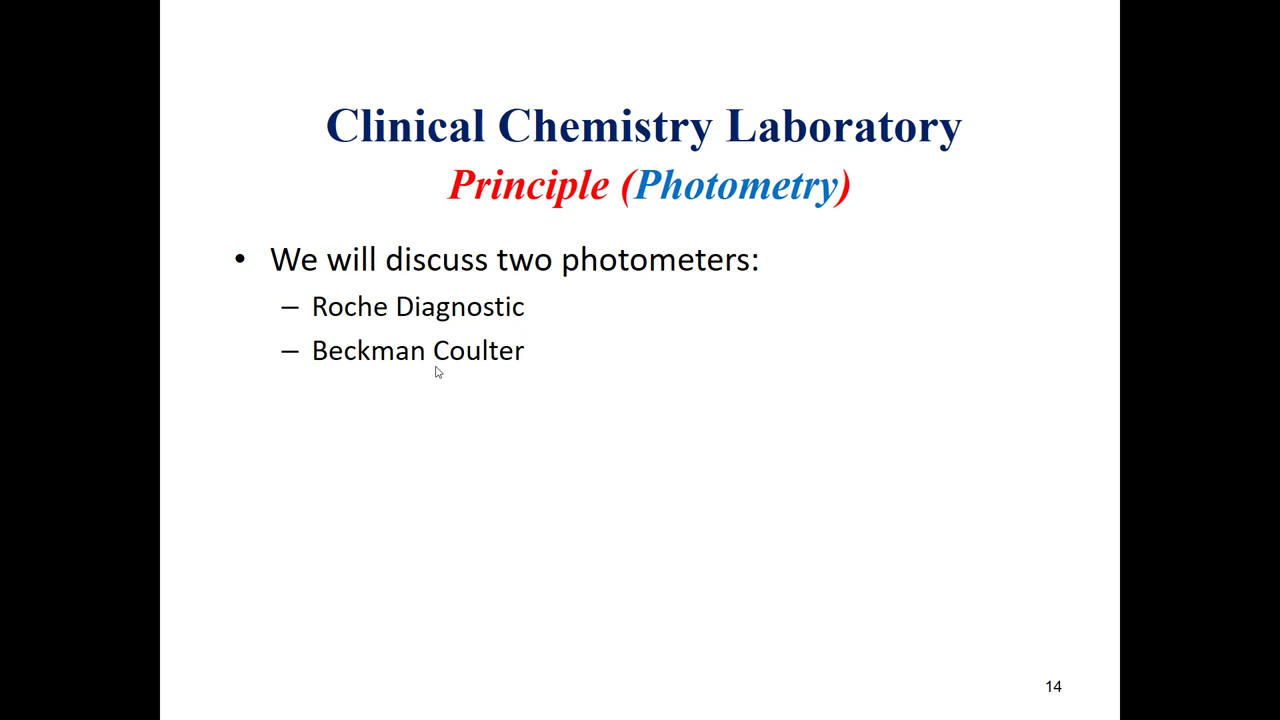 Clinical Chemistry Laboratory
Principle (Photometry)
• We will discuss two photometers:
– Roche Diagnostic
– Beckman Coulter
14